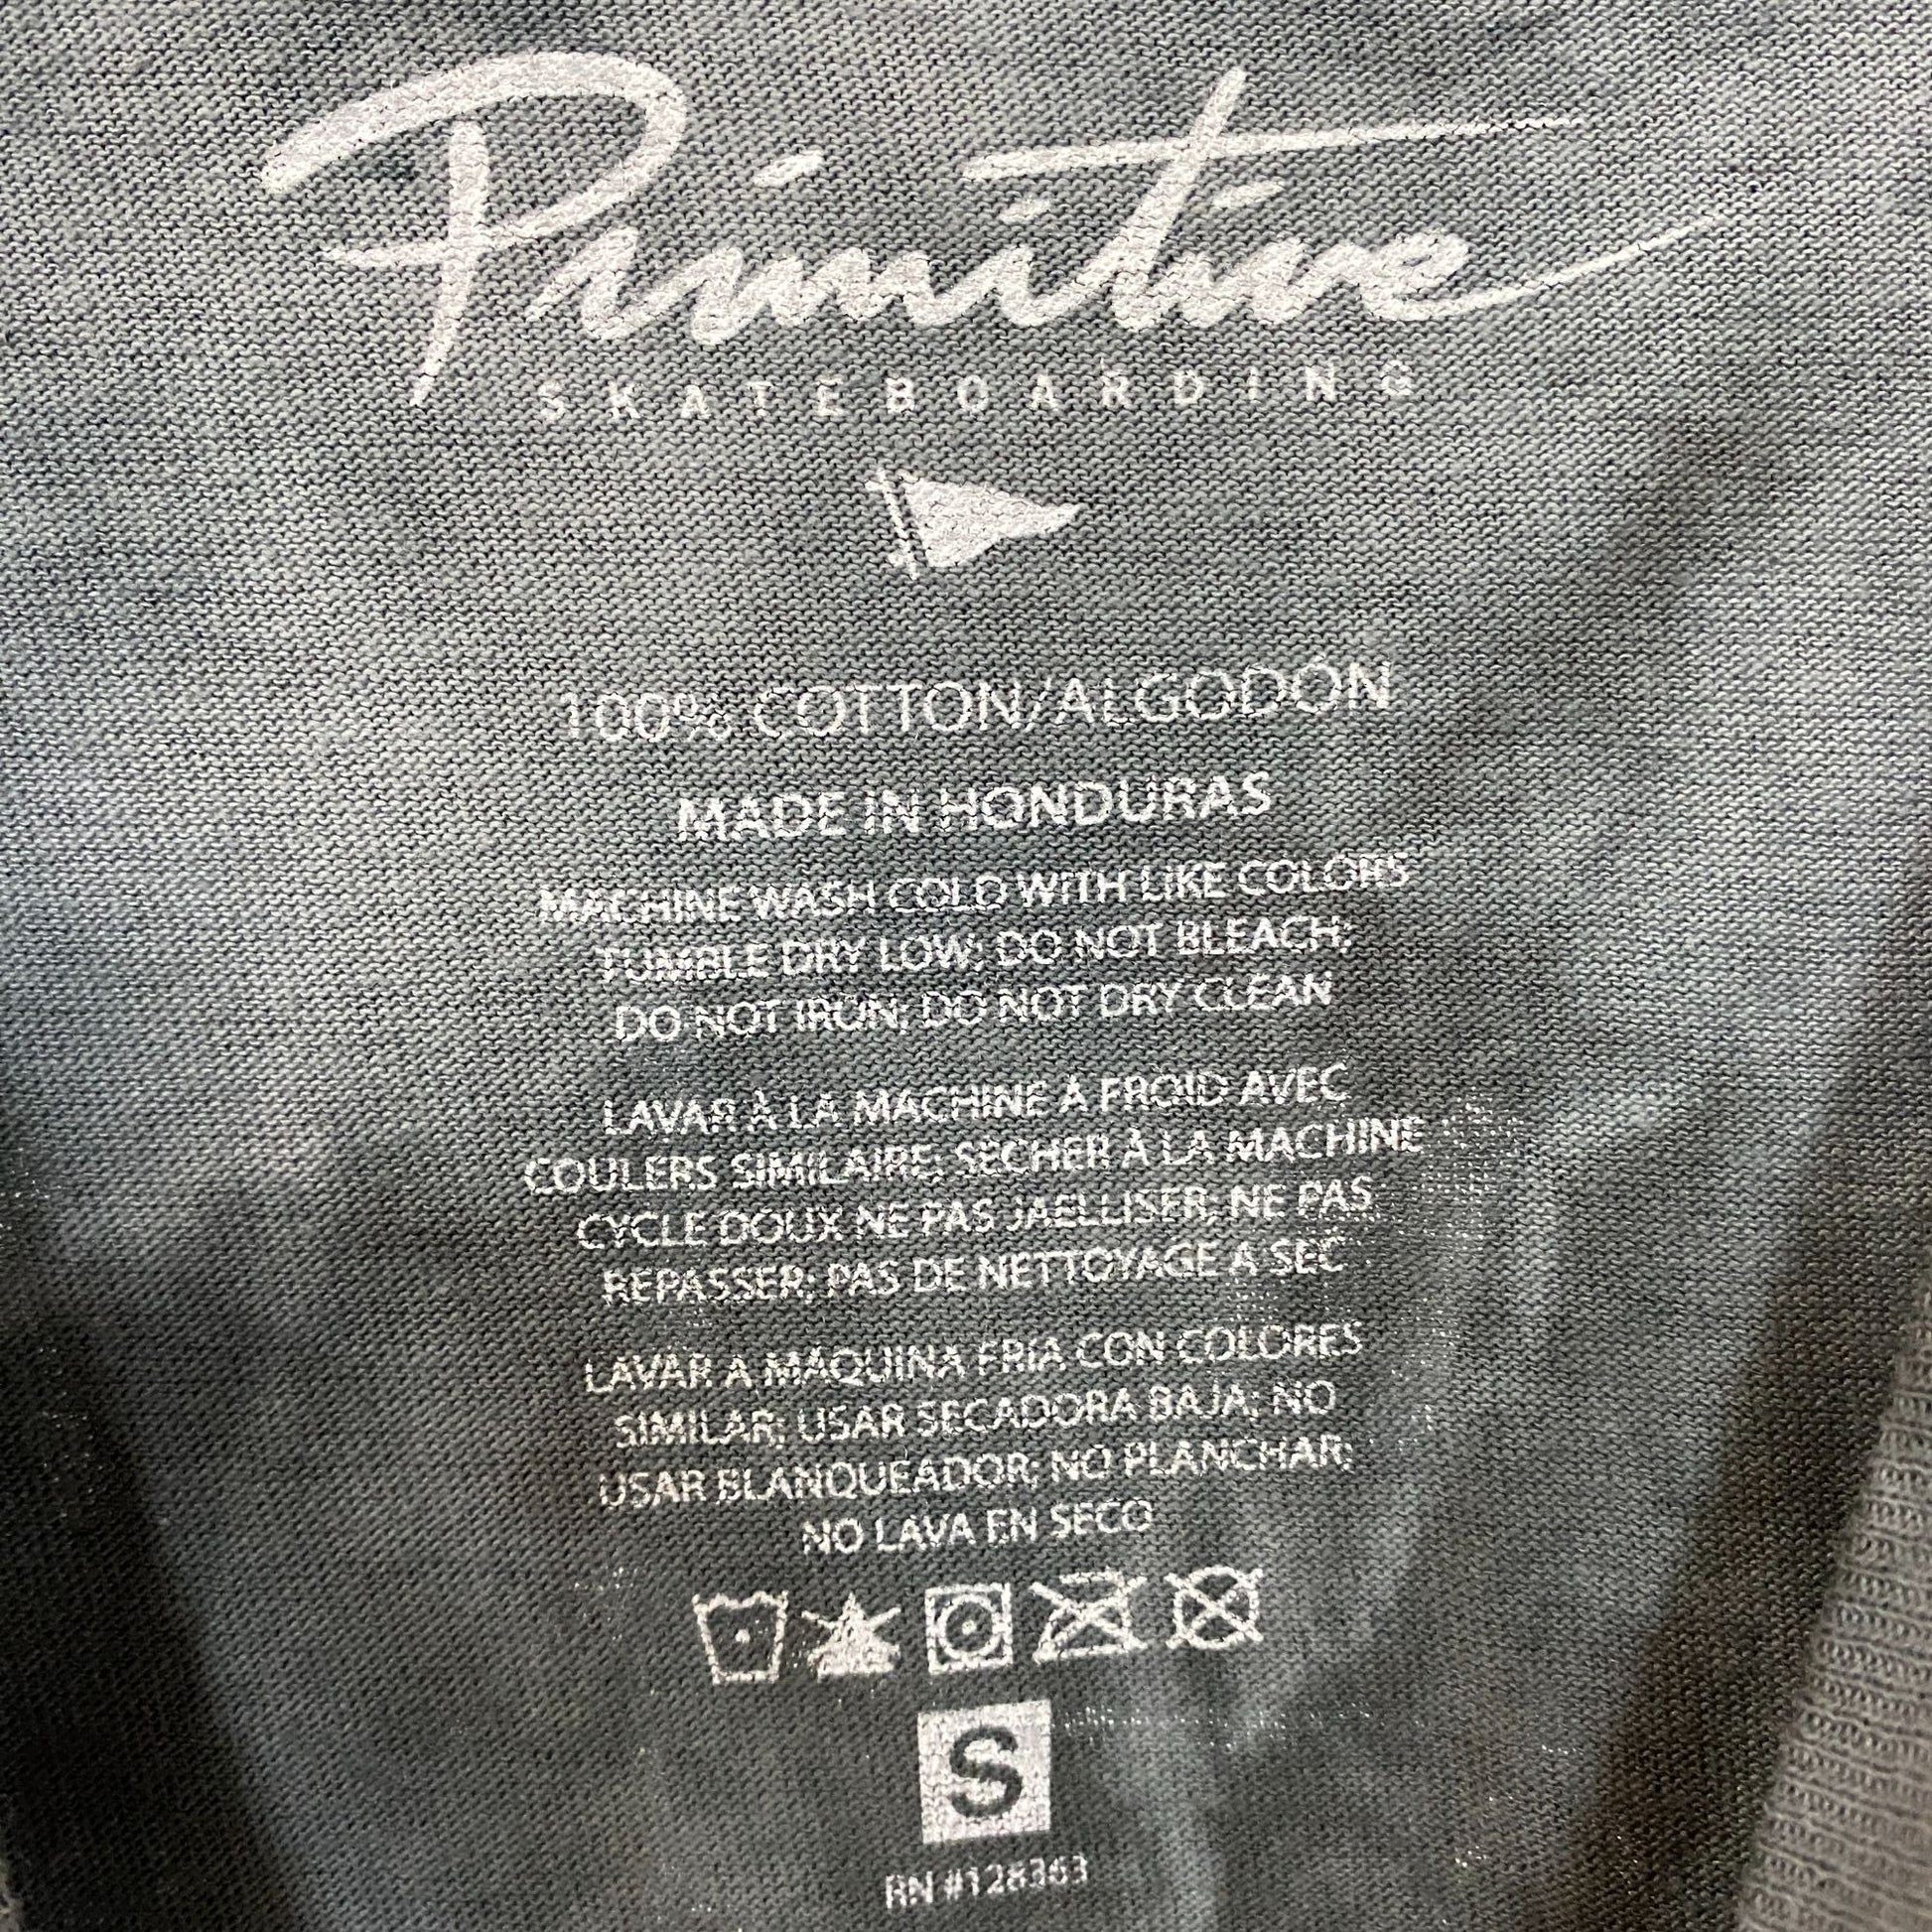 Primitive
SKATEBOARDING
100% COTTON/ALGODÓN
MADE IN HONDURAS
MACHINE WASH COLD WITH LIKE COLORS
TUMBLE DRY LOW; DO NOT BLEACH;
DO NOT IRON; DO NOT DRY CLEAN
LAVAR À LA MACHINE A FROID AVEC
COULERS SIMILAIRE; SÈCHER À LA MACHINE
CYCLE DOUX NE PAS JAELLISER; NE PAS
REPASSER; PAS DE NETTOYAGE A SEC
LAVAR A MÁQUINA FRIA CON COLORES
SIMILAR; USAR SECADORA BAJA; NO
USAR BLANQUEADOR; NO PLANCHAR;
NO LAVA EN SECO
S
RN #128363